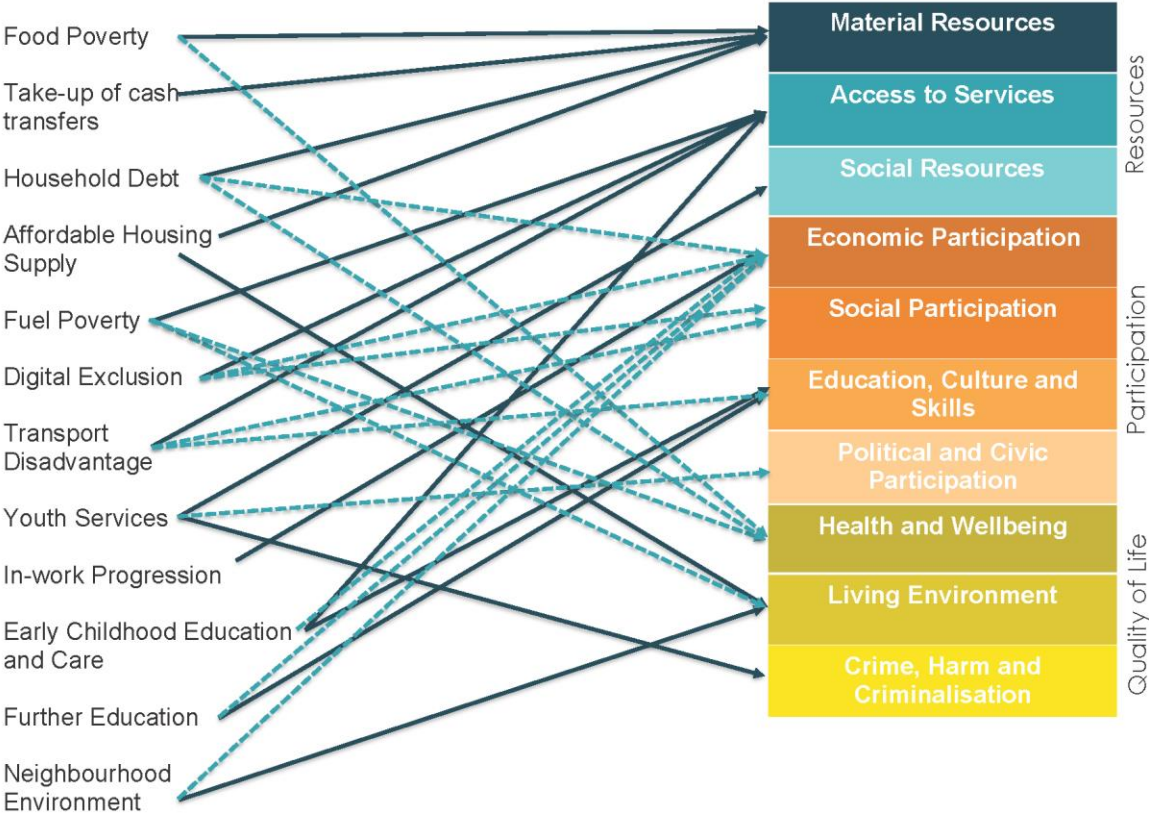 Food Poverty
Take-up of cash
transfers
Household Debt
Affordable Housing
Supply
Fuel Poverty
Digital Exclusion
Transport
Disadvantage
Youth Services
In-work Progression
Early Childhood Education
and Care
Further Education
Neighbourhood
Environment
Material Resources
Access to Services
Social Resources
Economic Participation
Social Participation
Education, Culture and
Skills
Political and Civic
Participation
Health and Wellbeing
Living Environment
Crime, Harm and
Criminalisation
Resources
Participation
Quality of Life